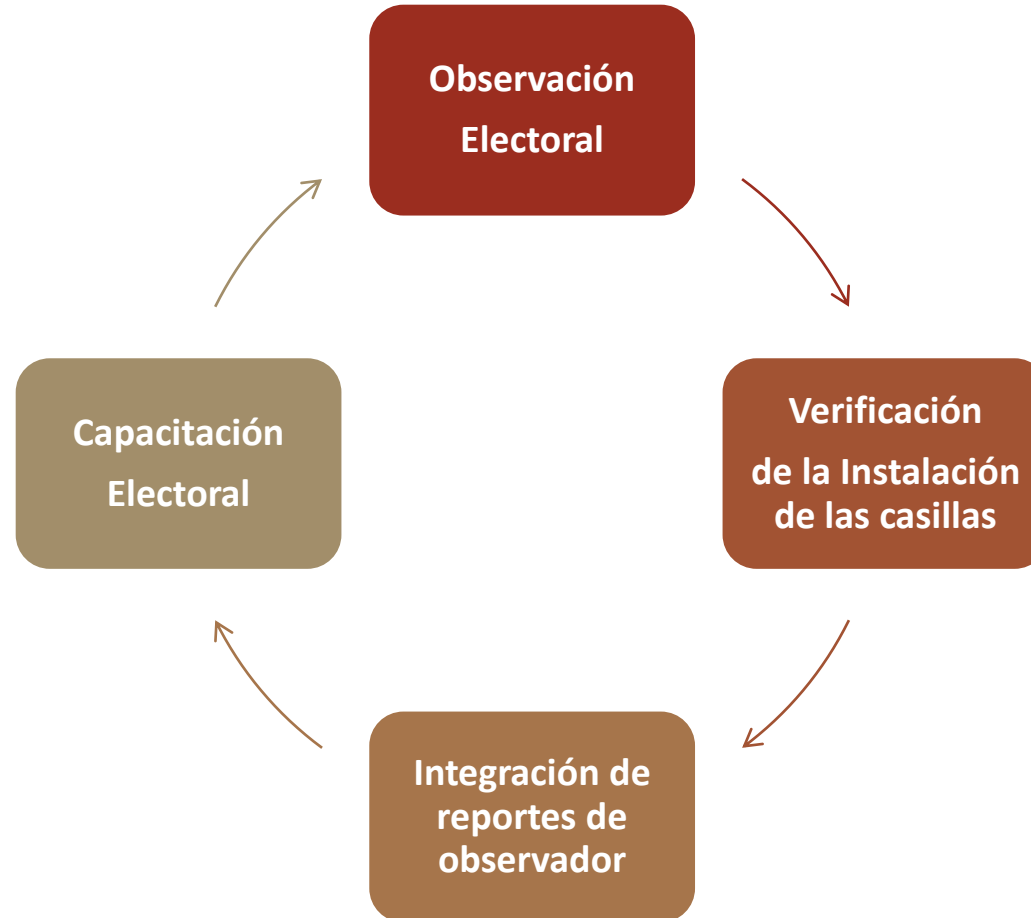 Observación
Electoral
Verificación
de la Instalación
de las casillas
Integración de
reportes de
observador
Capacitación
Electoral